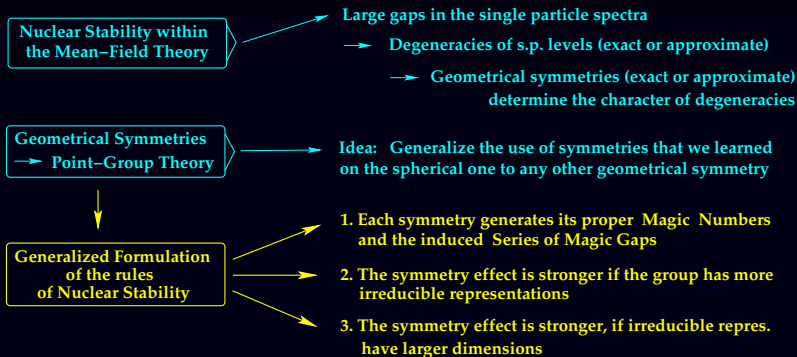 Nuclear Stability within
the Mean-Field Theory
Large gaps in the single particle spectra
Degeneracies of s.p. levels (exact or approximate)
Geometrical symmetries (exact or approximate)
determine the character of degeneracies
Geometrical Symmetries
Point-Group Theory
Idea: Generalize the use of symmetries that we learned
on the spherical one to any other geometrical symmetry
Generalized Formulation
of the rules
of Nuclear Stability
1. Each symmetry generates its proper Magic Numbers
and the induced Series of Magic Gaps
2. The symmetry effect is stronger if the group has more
irreducible representations
3. The symmetry effect is stronger, if irreducible repres.
have larger dimensions